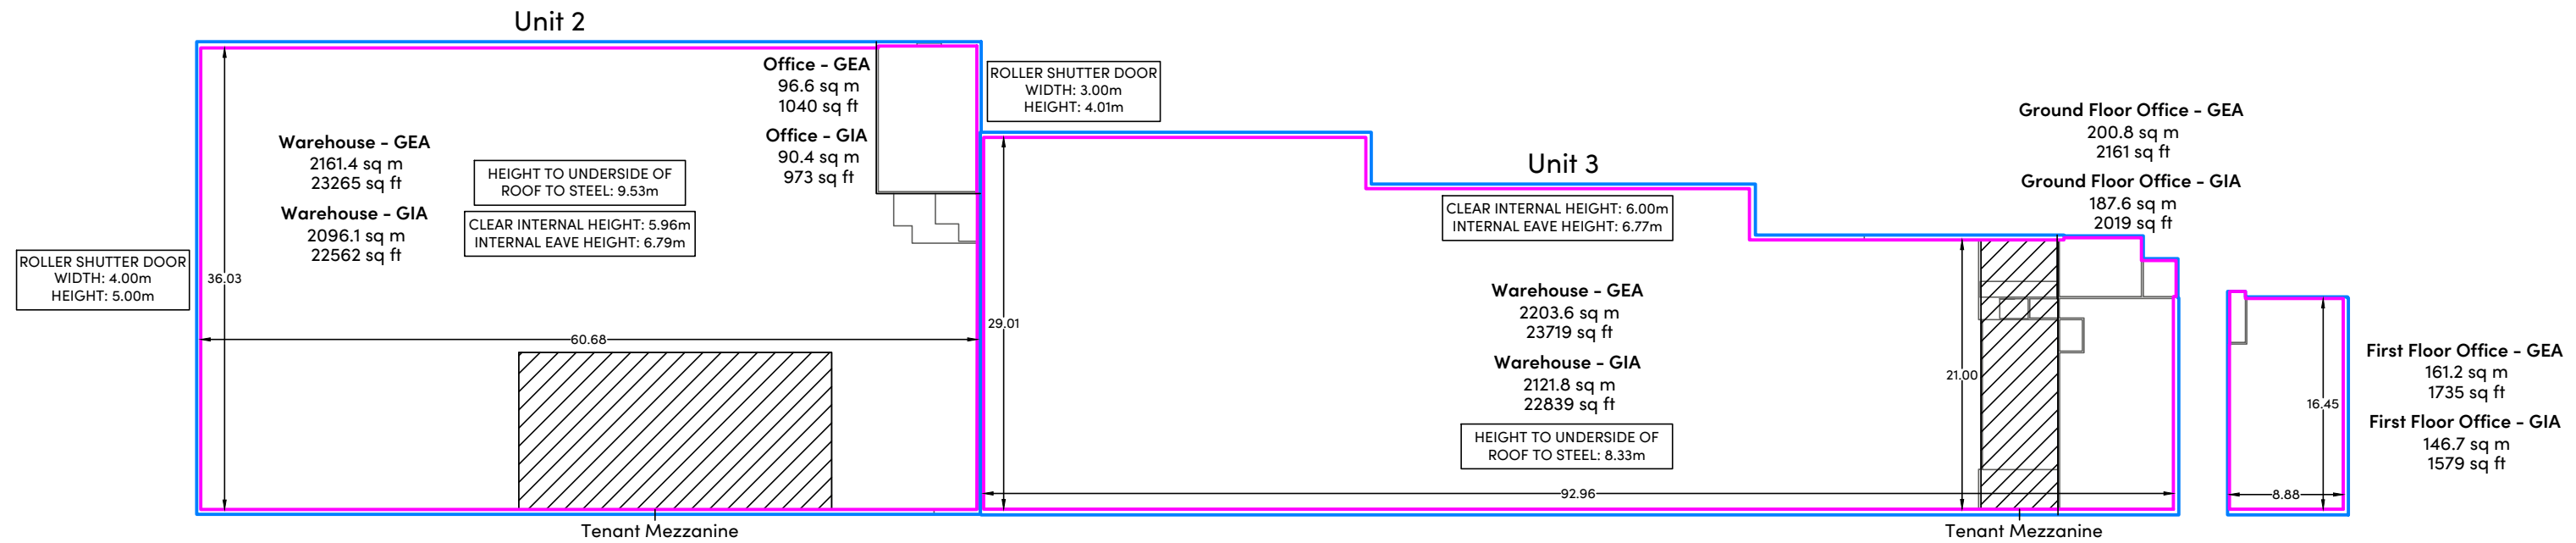 Unit 2
Office - GEA
96.6 sq m
1040 sq ft
Office - GIA
90.4 sq m
973 sq ft
ROLLER SHUTTER DOOR
WIDTH: 3.00m
HEIGHT: 4.01m
Warehouse - GEA
2161.4 sq m
23265 sq ft
Warehouse - GIA
2096.1 sq m
22562 sq ft
HEIGHT TO UNDERSIDE OF
ROOF TO STEEL: 9.53m
CLEAR INTERNAL HEIGHT: 5.96m
INTERNAL EAVE HEIGHT: 6.79m
ROLLER SHUTTER DOOR
WIDTH: 4.00m
HEIGHT: 5.00m
36.03
60.68
Tenant Mezzanine
Unit 3
CLEAR INTERNAL HEIGHT: 6.00m
INTERNAL EAVE HEIGHT: 6.77m
Ground Floor Office - GEA
200.8 sq m
2161 sq ft
Ground Floor Office - GIA
187.6 sq m
2019 sq ft
29.01
Warehouse - GEA
2203.6 sq m
23719 sq ft
Warehouse - GIA
2121.8 sq m
22839 sq ft
HEIGHT TO UNDERSIDE OF
ROOF TO STEEL: 8.33m
21.00
92.96
Tenant Mezzanine
16.45
8.88
First Floor Office - GEA
161.2 sq m
1735 sq ft
First Floor Office - GIA
146.7 sq m
1579 sq ft